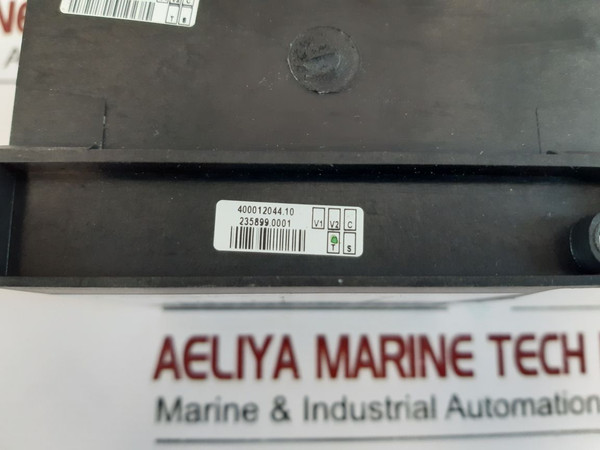 T S
400012044.10
235899.0001
V1 V2 C
T S
AELIYA MARINE TECH
Marine & Industrial Automation